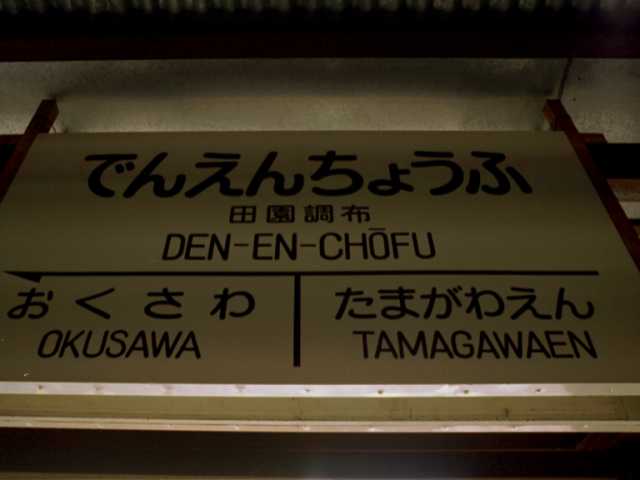 でんえんちょうふ
田園調布
DEN-EN-CHŌFU
おくさわ
OKUSAWA
たまがわえん
TAMAGAWAEN